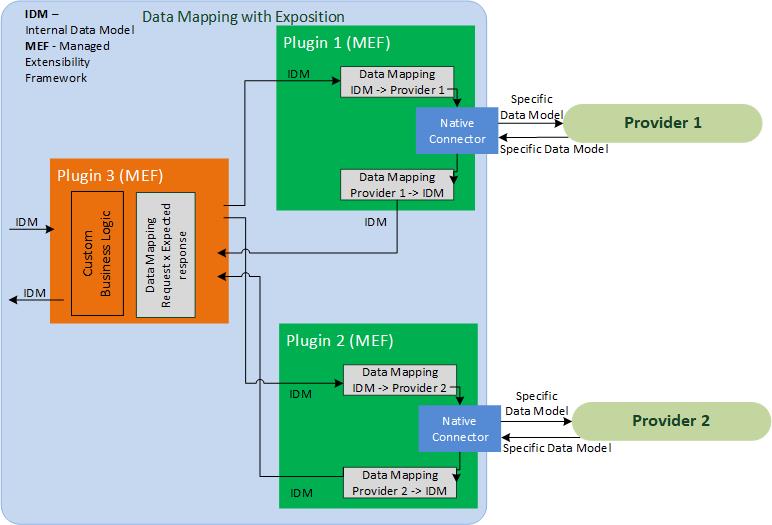 IDM –
Internal Data Model
MEF - Managed
Extensibility
Framework
Data Mapping with Exposition
Plugin 1 (MEF)
IDM
Data Mapping
IDM -> Provider 1
Native
Connector
Specific
Data Model
Specific Data Model
Provider 1
Data Mapping
Provider 1 -> IDM
IDM
Plugin 3 (MEF)
IDM
IDM
Custom
Business Logic
Data Mapping
Request x Expected
response
Plugin 2 (MEF)
IDM
Data Mapping
IDM -> Provider 2
Native
Connector
Specific
Data Model
Specific Data Model
Provider 2
Data Mapping
Provider 2 -> IDM
IDM